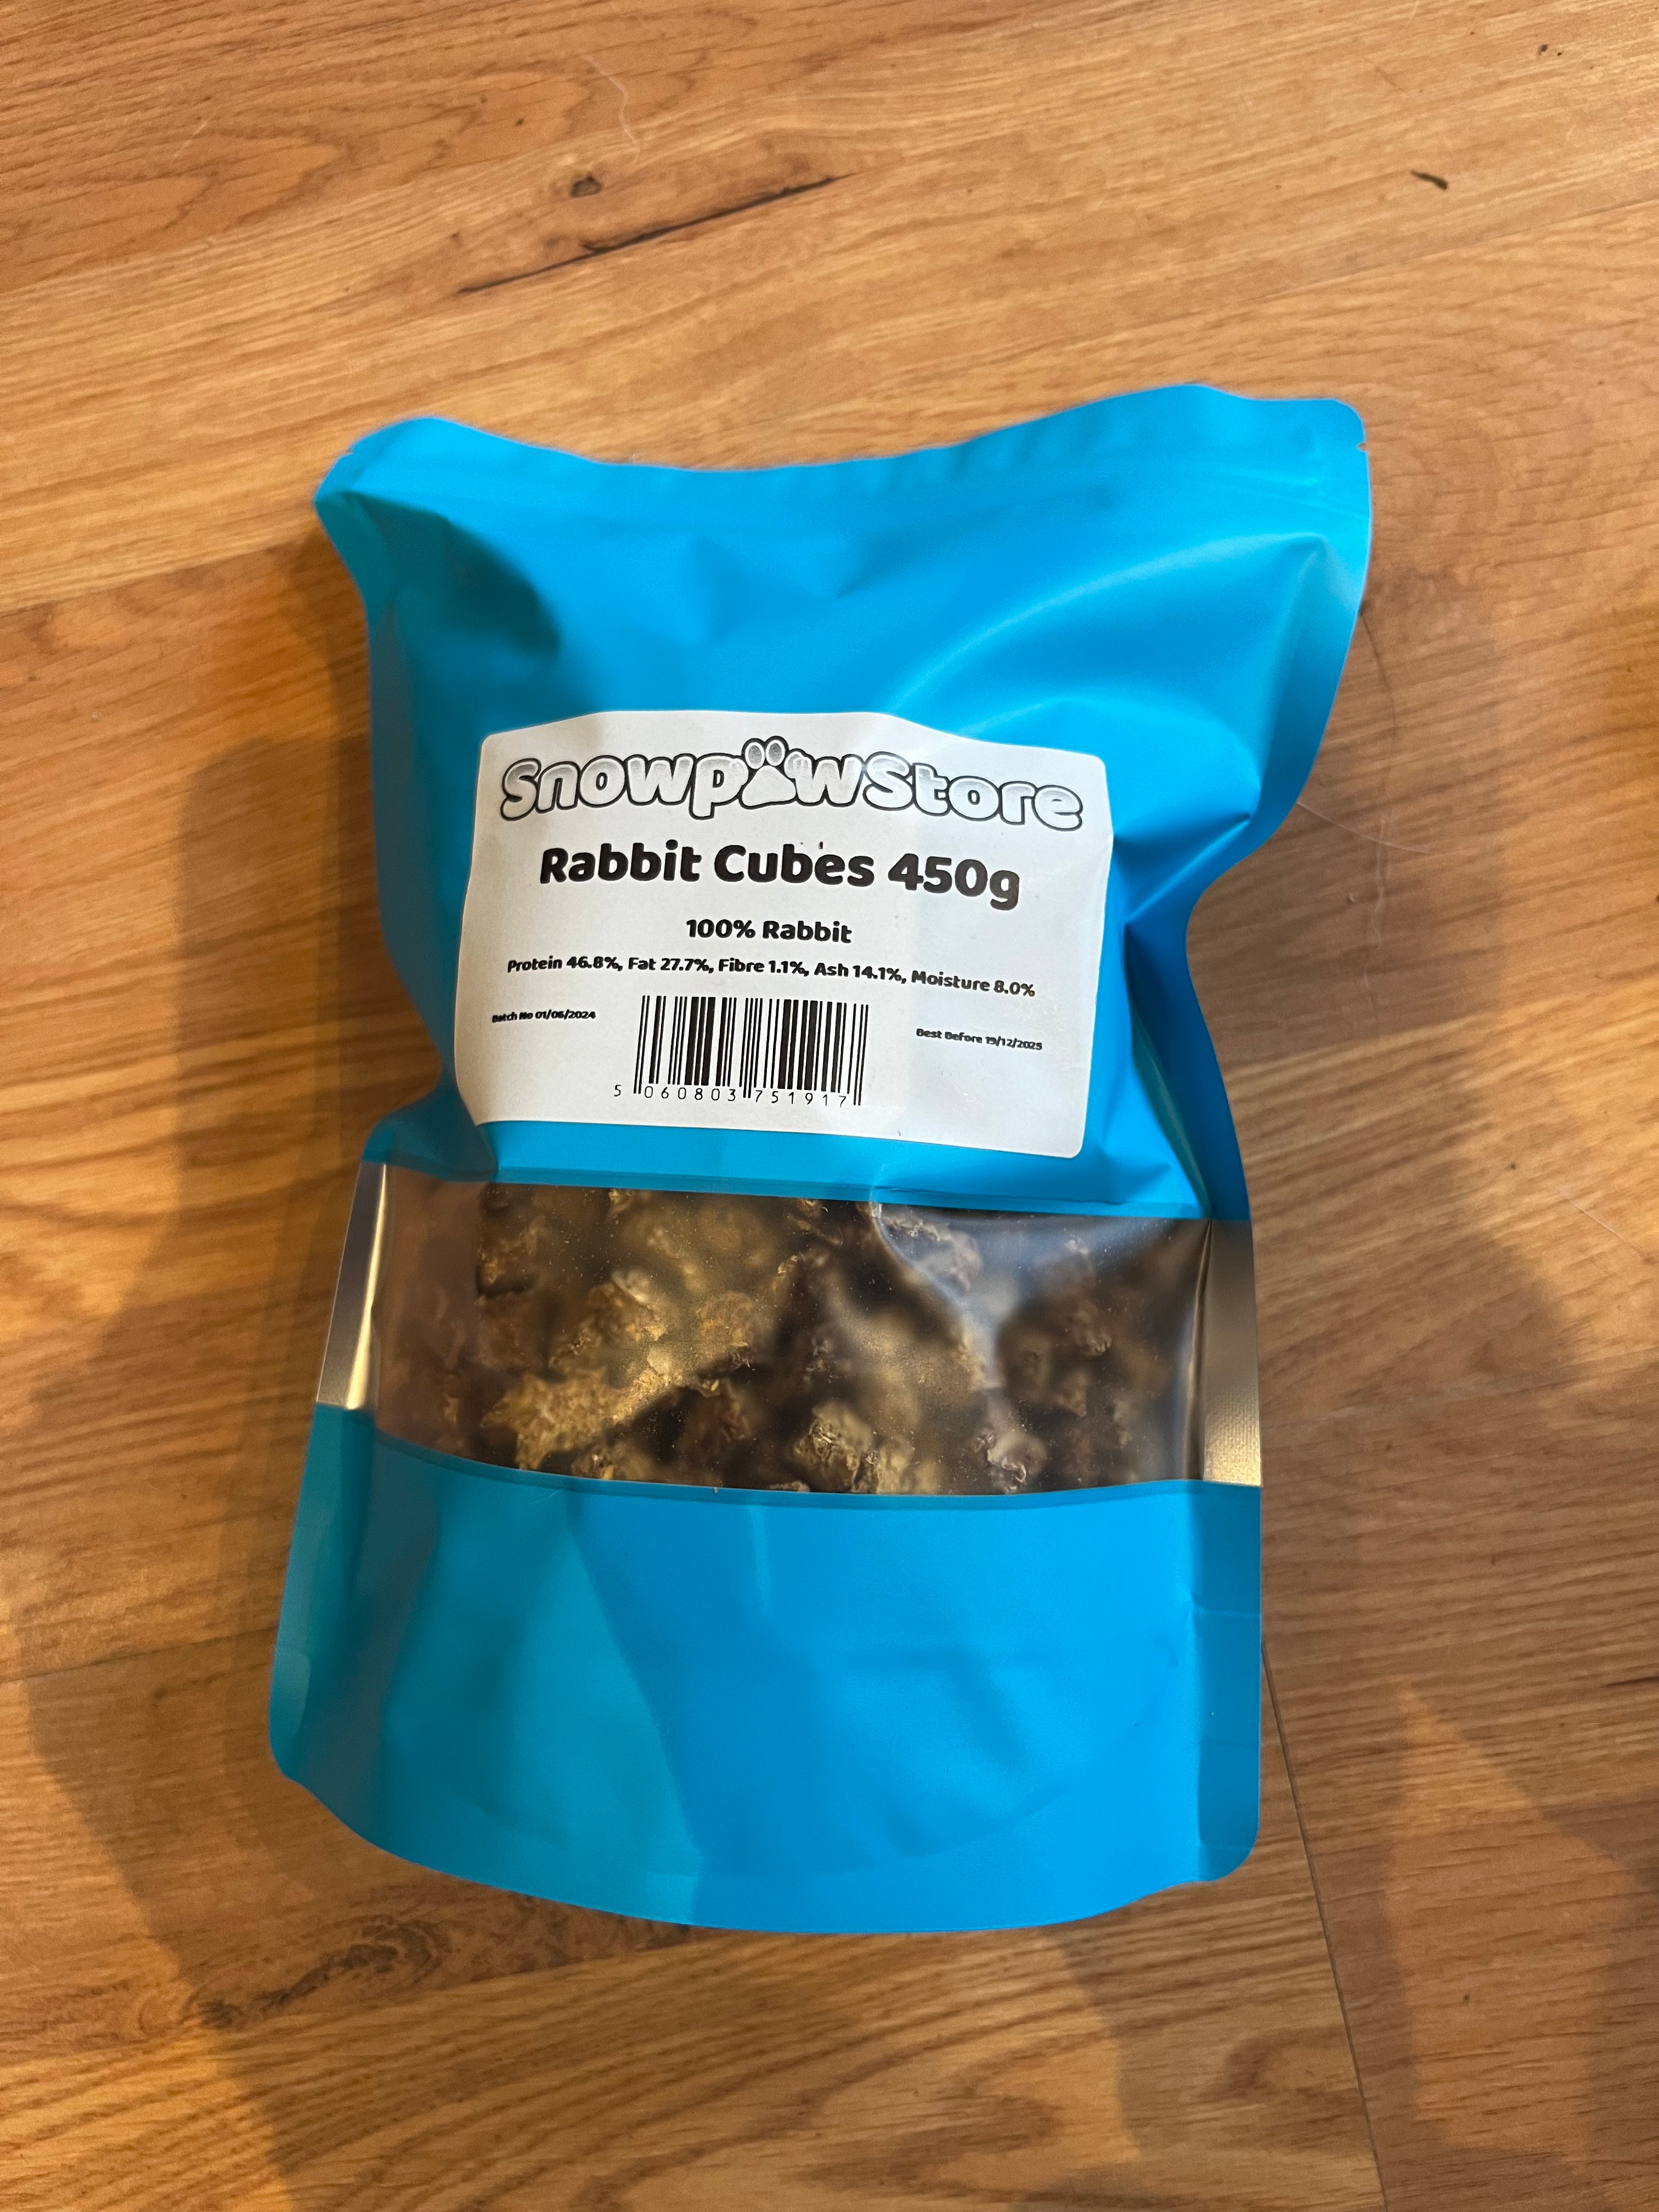 SnowpawStore
Rabbit Cubes 450g
100% Rabbit
Protein 46.8%, Fat 27.7%, Fibre 1.1%, Ash 14.1%, Moisture 8.0%
Batch No 01/06/2024
Best Before 19/12/2025
5 060803 751917